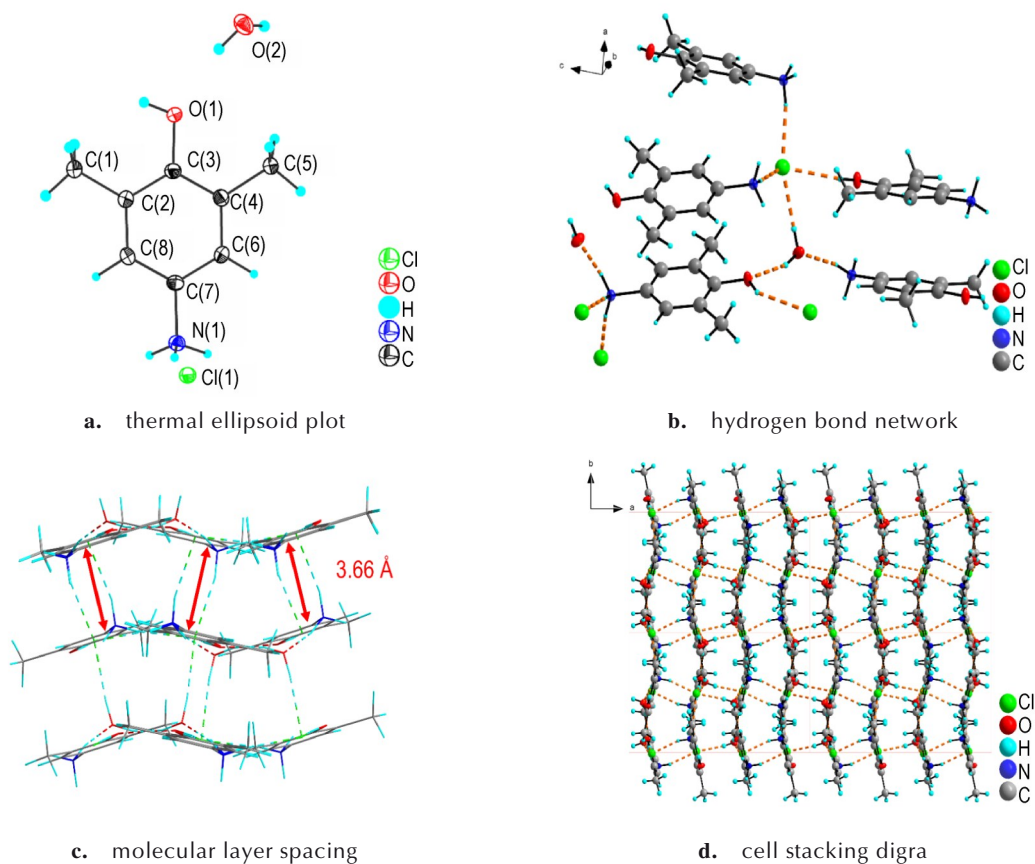 O(2)
O(1)
C(1)
C(3)
C(5)
C(2)
C(4)
C(8)
C(6)
C(7)
N(1)
Cl(1)
Cl
O
H
N
C
a. thermal ellipsoid plot
a
b
c
Cl
O
H
N
C
b. hydrogen bond network
3.66 Å
c. molecular layer spacing
b
a
Cl
O
H
N
C
d. cell stacking digra